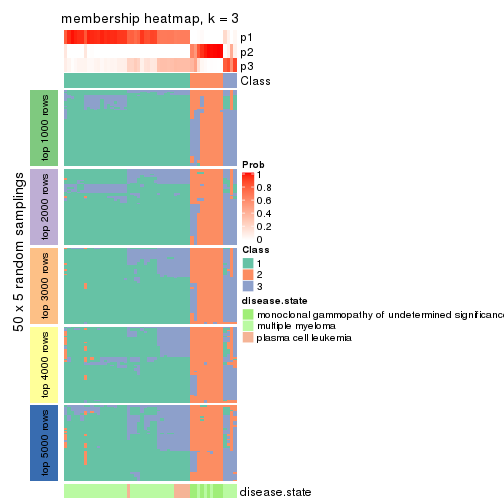 membership heatmap, k = 3
p1
p2
p3
Class
50 x 5 random samplings
top 1000 rows
top 2000 rows
top 3000 rows
top 4000 rows
top 5000 rows
Prob
1
0.8
0.6
0.4
0.2
0
Class
1
2
3
disease.state
monoclonal gammopathy of undetermined significance
multiple myeloma
plasma cell leukemia
disease.state